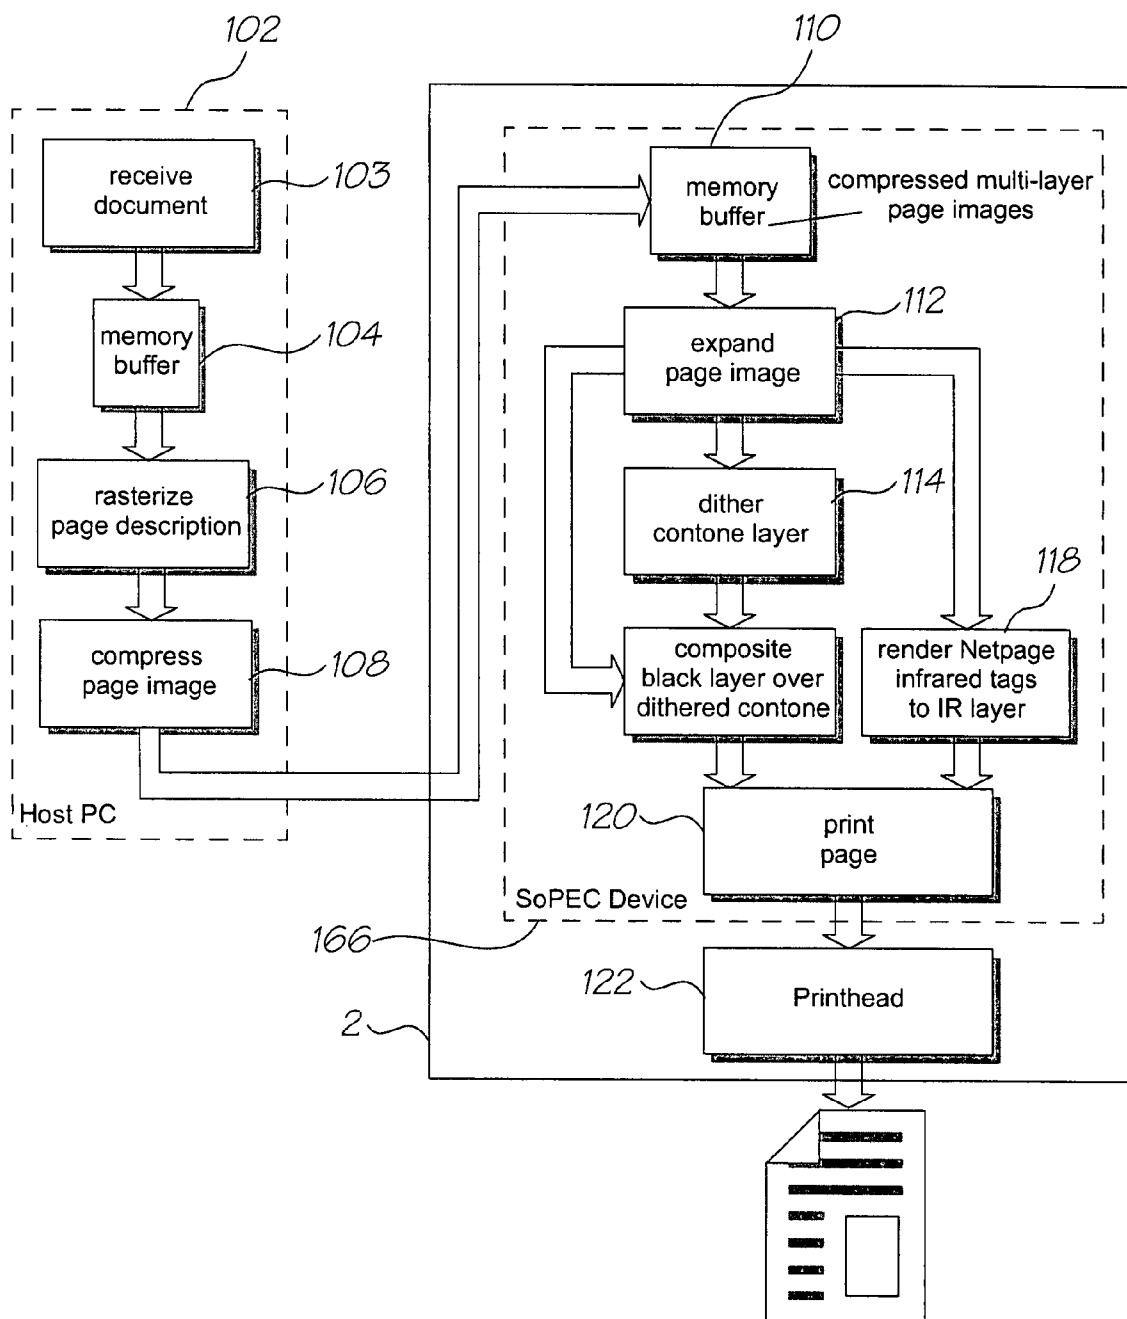 102
110
receive
document
103
memory
buffer
104
rasterize
page description
106
compress
page image
108
Host PC
memory
buffer
compressed multi-layer
page images
expand
page image
112
dither
contone layer
114
118
composite
black layer over
dithered contone
render Netpage
infrared tags
to IR layer
print
page
120
SoPEC Device
166
Printhead
122
2